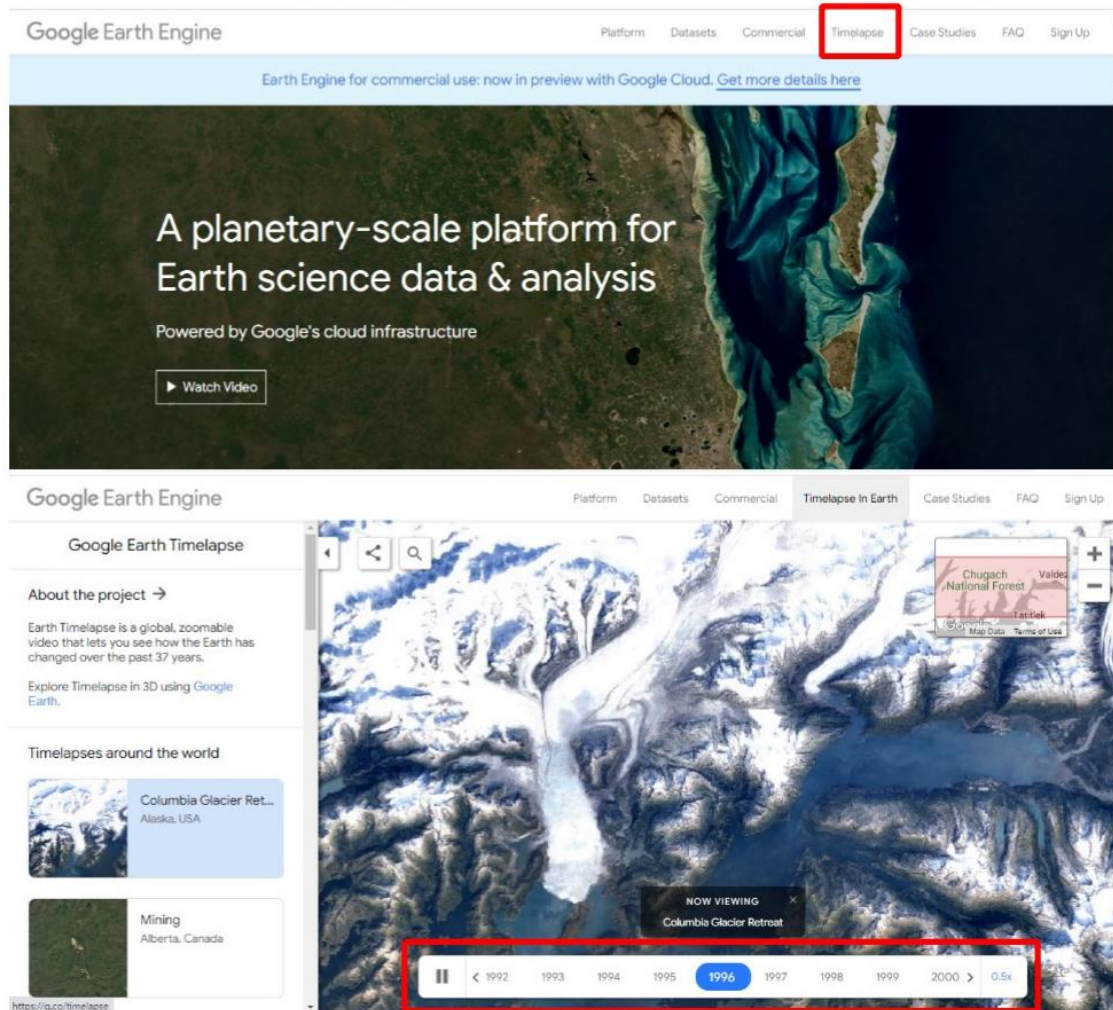 Google Earth Engine
Platform Datasets Commercial Timelapse Case Studies FAQ Sign Up
Earth Engine for commercial use: now in preview with Google Cloud. Get more details here
A planetary-scale platform for
Earth science data & analysis
Powered by Google's cloud infrastructure
Watch Video
Google Earth Engine
Platform Datasets Commercial Timelapse In Earth Case Studies FAQ Sign Up
Google Earth Timelapse
About the project →
Earth Timelapse is a global, zoomable
video that lets you see how the Earth has
changed over the past 37 years.
Explore Timelapse in 3D using Google
Earth.
Timelapses around the world
Columbia Glacier Ret...
Alaska, USA
Mining
Alberta, Canada
https://g.co/timelapse
Chugach
National Forest
Valdez
Tatitlek
Google
Map Data Terms of Use
NOW VIEWING
Columbia Glacier Retreat
1992 1993 1994 1995 1996 1997 1998 1999 2000 0.5x